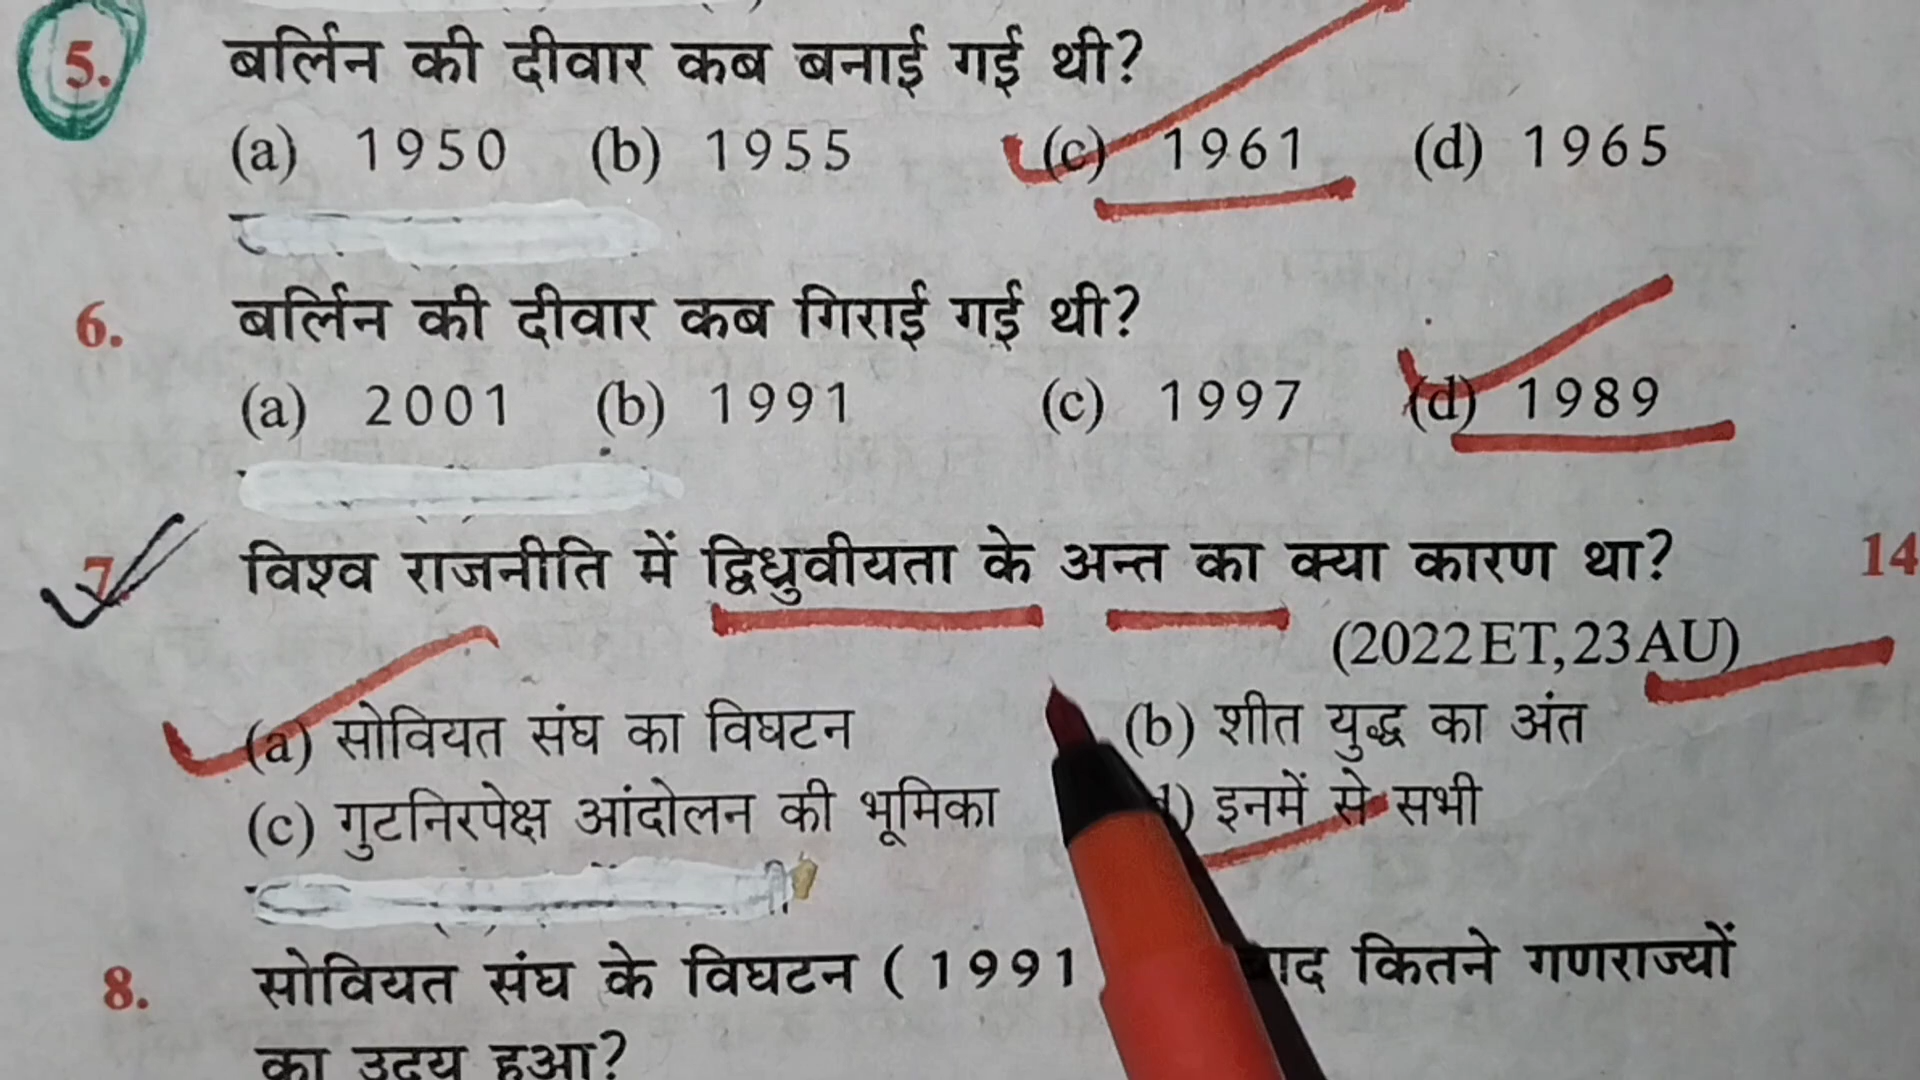 5. बर्लिन की दीवार कब बनाई गई थी?
(a) 1950 (b) 1955 (c) 1961 (d) 1965
6. बर्लिन की दीवार कब गिराई गई थी?
(a) 2001 (b) 1991 (c) 1997 (d) 1989
7. विश्व राजनीति में द्विध्रुवीयता के अन्त का क्या कारण था?
(2022ET,23AU)
(a) सोवियत संघ का विघटन (b) शीत युद्ध का अंत
(c) गुटनिरपेक्ष आंदोलन की भूमिका इनमें से सभी
8. सोवियत संघ के विघटन (1991 कितने गणराज्यों
का उदय हुआ?
14